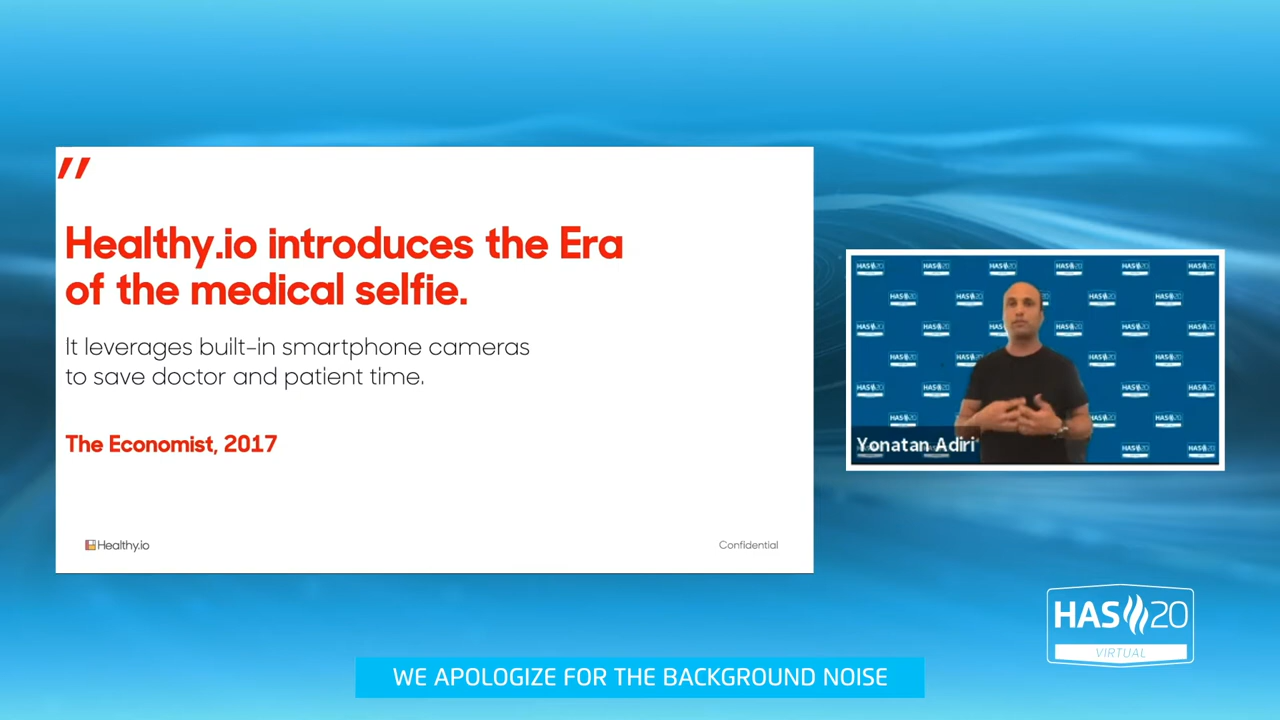 "
Healthy.io introduces the Era
of the medical selfie.
It leverages built-in smartphone cameras
to save doctor and patient time.
The Economist, 2017
Healthy.io
Confidential
Yonatan Adiri
HAS 20
VIRTUAL
WE APOLOGIZE FOR THE BACKGROUND NOISE